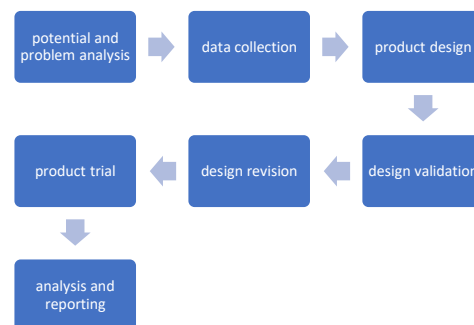 potential and
problem analysis
data collection
product design
design validation
design revision
product trial
analysis and
reporting